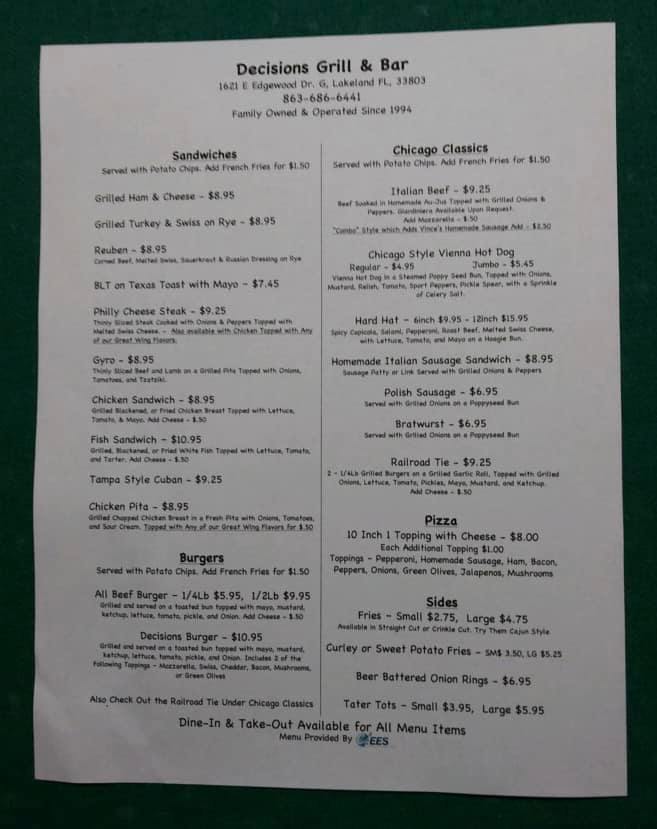 Decisions Grill & Bar
1621 E Edgewood Dr. G, Lakeland FL, 33803
863-686-6441
Family Owned & Operated Since 1994
Sandwiches
Served with Potato Chips. Add French Fries for $1.50
Grilled Ham & Cheese - $8.95
Grilled Turkey & Swiss on Rye - $8.95
Reuben - $8.95
Corned Beef, Melted Swiss, Sauerkraut & Russian Dressing on Rye
BLT on Texas Toast with Mayo - $7.45
Philly Cheese Steak - $9.25
Thinly Sliced Steak Cooked with Onions & Peppers Topped with
Melted Swiss Cheese. - Also available with Chicken Topped with Any
of our Great Wing Flavors.
Gyro - $8.95
Thinly Sliced Beef and Lamb on a Grilled Pita Topped with Onions,
Tomatoes, and Tzatziki.
Chicken Sandwich - $8.95
Grilled Blackened, or Fried Chicken Breast Topped with Lettuce,
Tomato, & Mayo. Add Cheese - $.50
Fish Sandwich - $10.95
Grilled, Blackened, or Fried White Fish Topped with Lettuce, Tomato,
and Tarter. Add Cheese - $.50
Tampa Style Cuban - $9.25
Chicken Pita - $8.95
Grilled Chopped Chicken Breast in a Fresh Pita with Onions, Tomatoes,
and Sour Cream. Topped with Any of our Great Wing Flavors for $.50
Burgers
Served with Potato Chips. Add French Fries for $1.50
All Beef Burger - 1/4Lb $5.95, 1/2Lb $9.95
Grilled and served on a toasted bun topped with mayo, mustard,
ketchup, lettuce, tomato, pickle, and Onion. Add Cheese - $.50
Decisions Burger - $10.95
Grilled and served on a toasted bun topped with mayo, mustard,
ketchup, lettuce, tomato, pickle, and Onion. Includes 2 of the
following Toppings - Mozzarella, Swiss, Cheddar, Bacon, Mushrooms,
or Green Olives
Also Check Out the Railroad Tie Under Chicago Classics
Chicago Classics
Served with Potato Chips. Add French Fries for $1.50
Italian Beef - $9.25
Beef Soaked in Homemade Au-Jus Topped with Grilled Onions &
Peppers. Giardiniera Available Upon Request.
Add Mozzarella - $.50
"Combo" Style which Adds Vince's Homemade Sausage Add - $2.50
Chicago Style Vienna Hot Dog
Regular - $4.95 Jumbo - $5.45
Vienna Hot Dog in a Steamed Poppy Seed Bun, Topped with Onions,
Mustard, Relish, Tomato, Sport Peppers, Pickle Spear, with a Sprinkle
of Celery Salt.
Hard Hat - 6inch $9.95 - 12inch $15.95
Spicy Capicola, Salami, Pepperoni, Roast Beef, Melted Swiss Cheese,
with Lettuce, Tomato, and Mayo on a Hoagie Bun.
Homemade Italian Sausage Sandwich - $8.95
Sausage Patty or Link Served with Grilled Onions & Peppers
Polish Sausage - $6.95
Served with Grilled Onions on a Poppyseed Bun
Bratwurst - $6.95
Served with Grilled Onions on a Poppyseed Bun
Railroad Tie - $9.25
2 - 1/4Lb Grilled Burgers on a Grilled Garlic Roll, Topped with Grilled
Onions, Lettuce, Tomato, Pickles, Mayo, Mustard, and Ketchup.
Add Cheese - $.50
Pizza
10 Inch 1 Topping with Cheese - $8.00
Each Additional Topping $1.00
Toppings - Pepperoni, Homemade Sausage, Ham, Bacon,
Peppers, Onions, Green Olives, Jalapenos, Mushrooms
Sides
Fries - Small $2.75, Large $4.75
Available in Straight Cut or Crinkle Cut. Try Them Cajun Style
Curley or Sweet Potato Fries - SM$ 3.50, LG $5.25
Beer Battered Onion Rings - $6.95
Tater Tots - Small $3.95, Large $5.95
Dine-In & Take-Out Available for All Menu Items
Menu Provided By EES